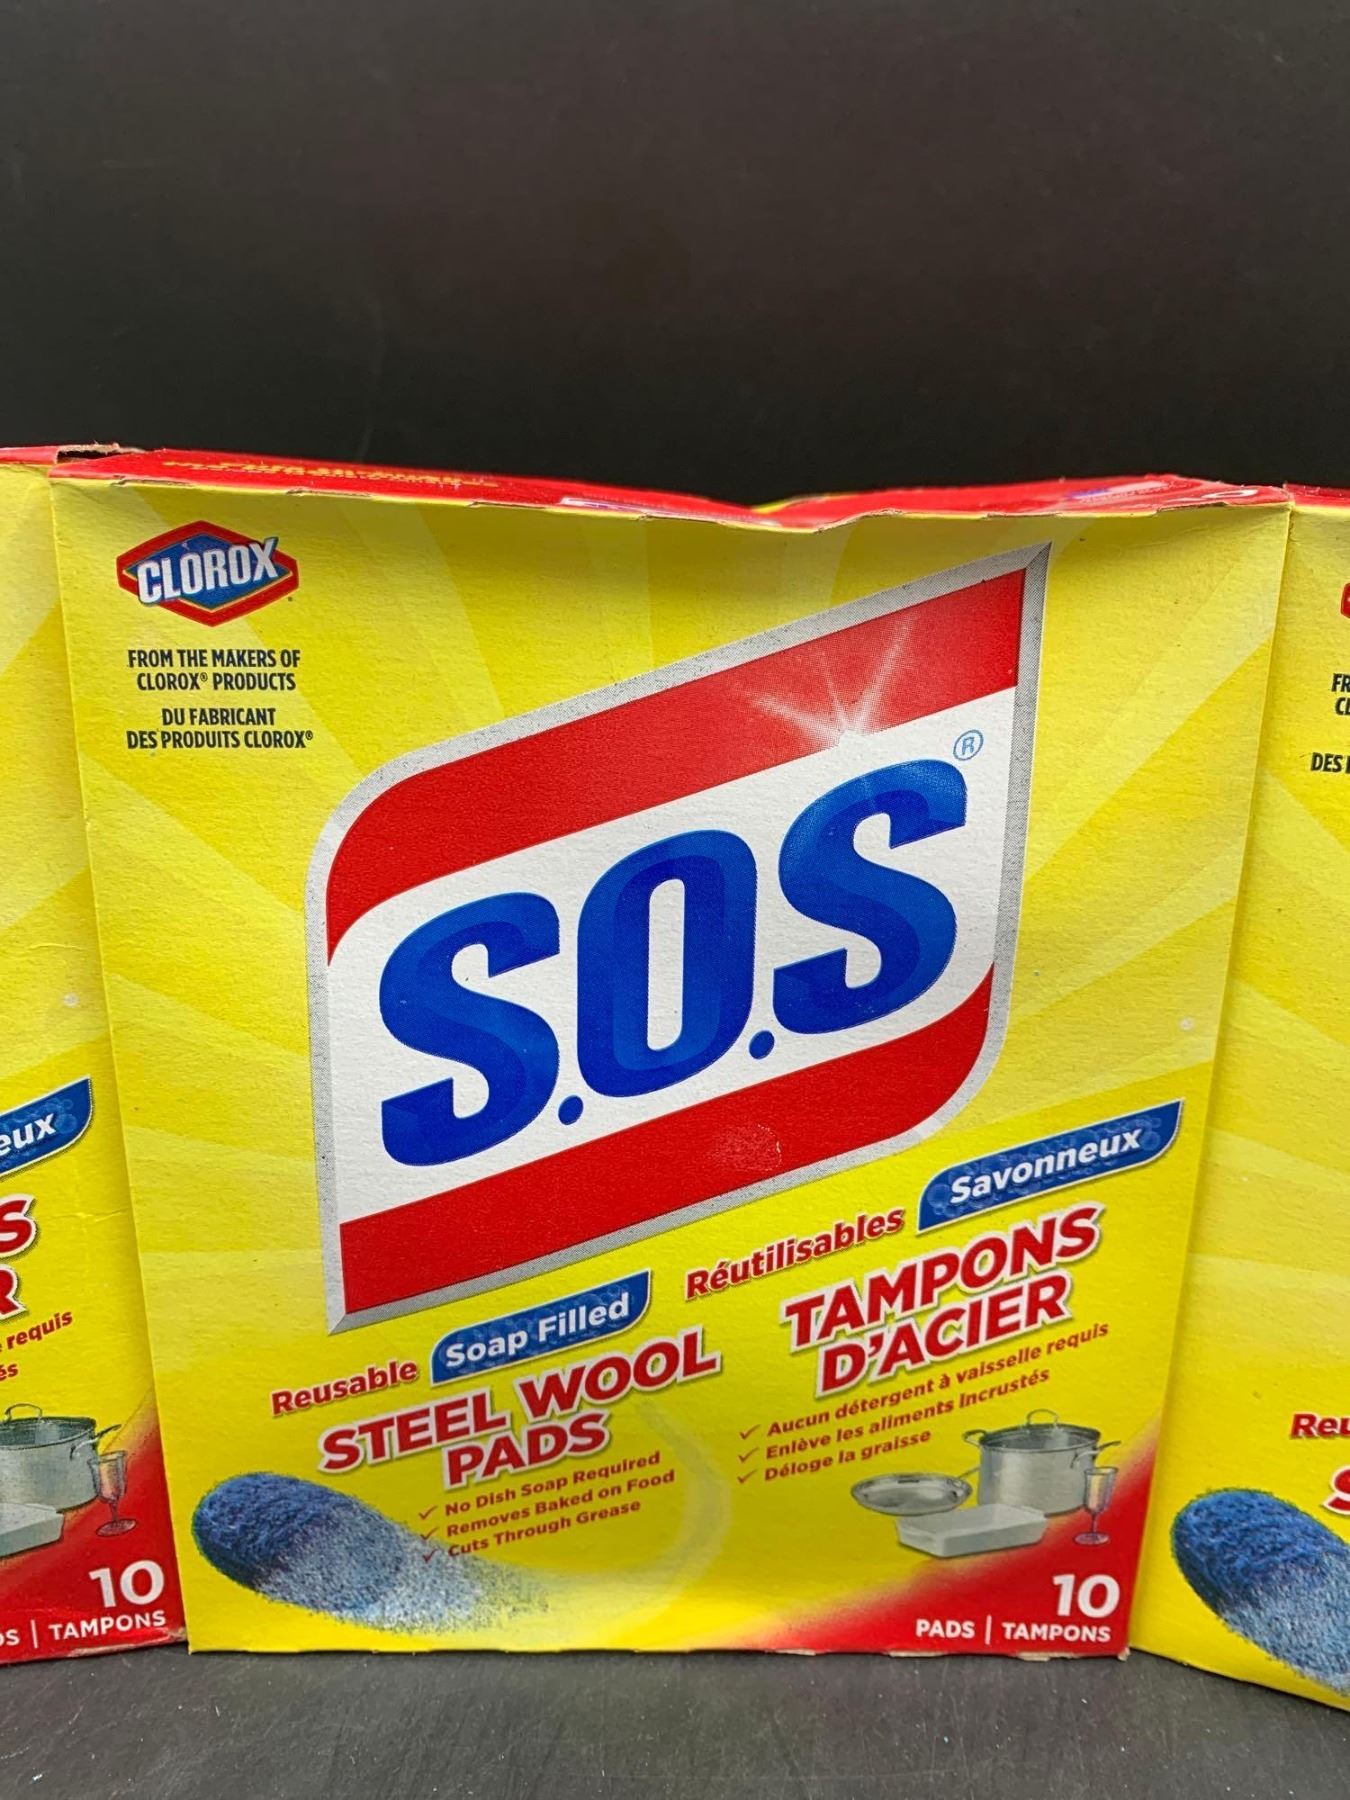 CLOROX
FROM THE MAKERS OF
CLOROX® PRODUCTS
DU FABRICANT
DES PRODUITS CLOROX®
S.O.S
®
Reusable Soap Filled
STEEL WOOL
PADS
✓ No Dish Soap Required
✓ Removes Baked on Food
✓ Cuts Through Grease
Réutilisables Savonneux
TAMPONS
D'ACIER
✓ Aucun détergent à vaisselle requis
✓ Enlève les aliments Incrustés
✓ Déloge la graisse
10
PADS | TAMPONS
requis
10
TAMPONS